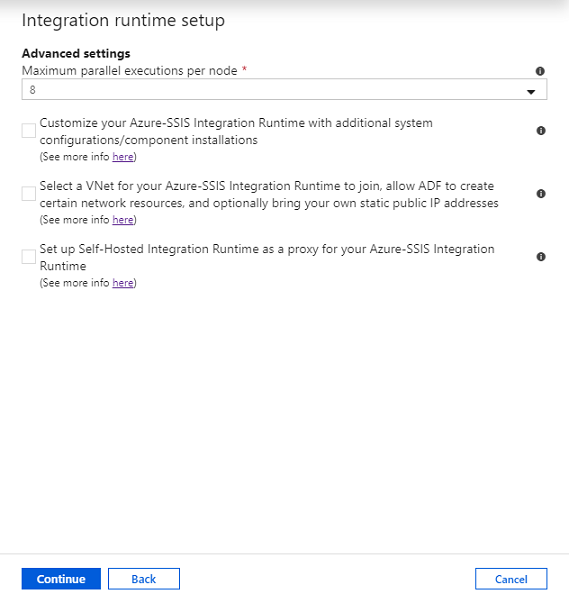 Integration runtime setup
Advanced settings
Maximum parallel executions per node *
8
Customize your Azure-SSIS Integration Runtime with additional system
configurations/component installations
(See more info here)
Select a VNet for your Azure-SSIS Integration Runtime to join, allow ADF to create
certain network resources, and optionally bring your own static public IP addresses
(See more info here)
Set up Self-Hosted Integration Runtime as a proxy for your Azure-SSIS Integration
Runtime
(See more info here)
Continue Back Cancel